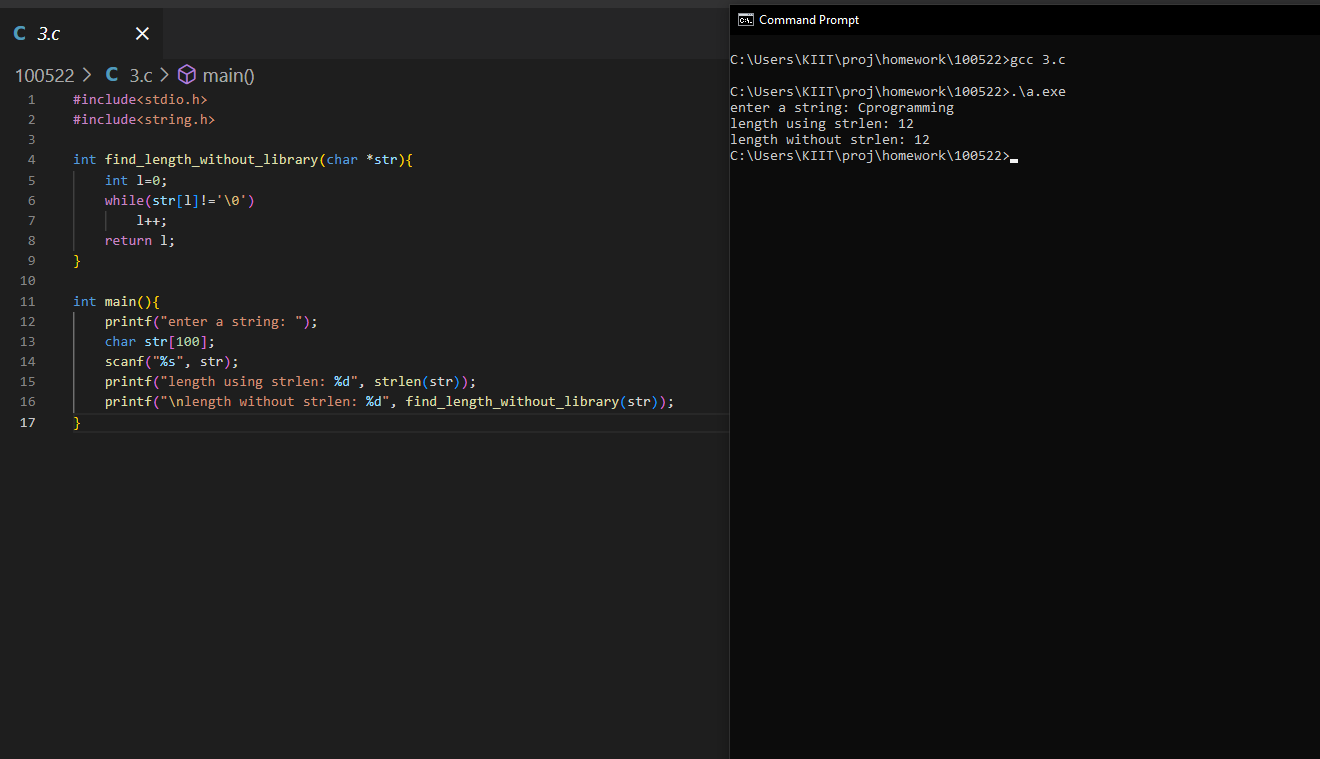 C 3.c ×
100522 > C 3.c > main()
1 #include<stdio.h>
2 #include<string.h>
3
4 int find_length_without_library(char *str){
5     int l=0;
6     while(str[l]!='\0')
7         l++;
8     return l;
9 }
10
11 int main(){
12     printf("enter a string: ");
13     char str[100];
14     scanf("%s", str);
15     printf("length using strlen: %d", strlen(str));
16     printf("\nlength without strlen: %d", find_length_without_library(str));
17 }
C:\. Command Prompt
C:\Users\KIIT\proj\homework\100522>gcc 3.c
C:\Users\KIIT\proj\homework\100522>.\a.exe
enter a string: Cprogramming
length using strlen: 12
length without strlen: 12
C:\Users\KIIT\proj\homework\100522>